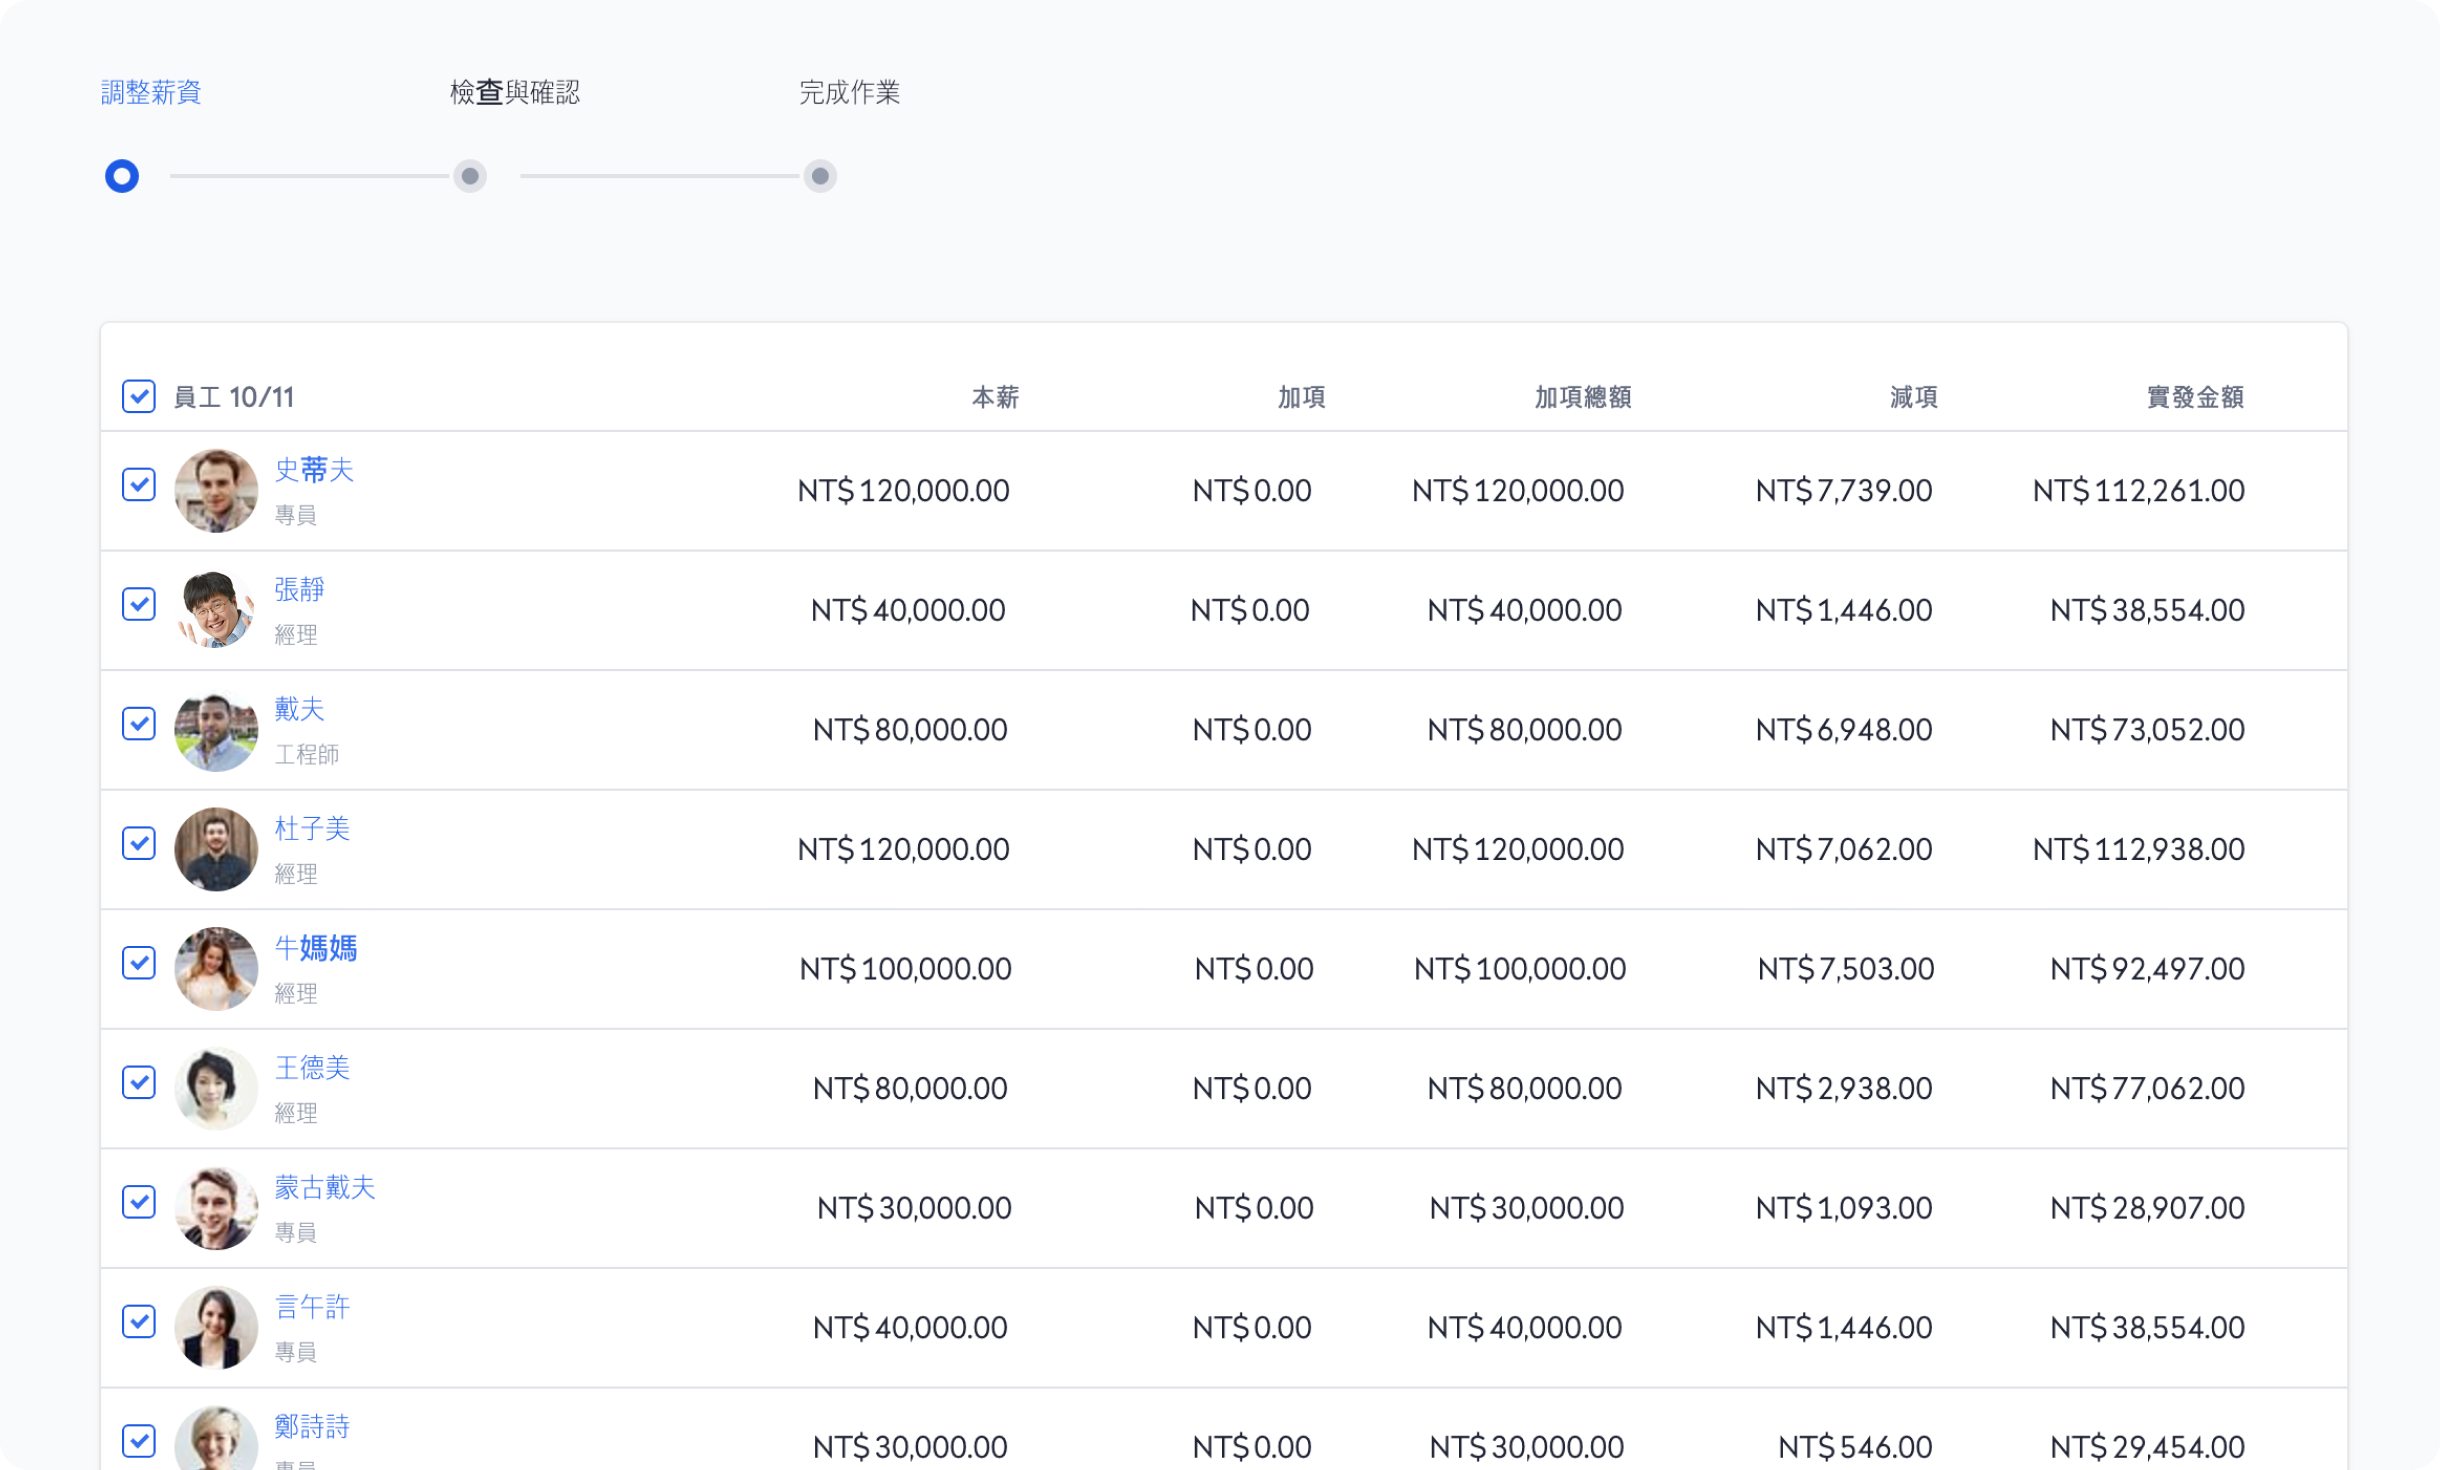 調整薪資 檢查與確認 完成作業
員工 10/11 本薪 加項 加項總額 減項 實發金額
史蒂夫
專員
NT$120,000.00 NT$0.00 NT$120,000.00 NT$7,739.00 NT$112,261.00
張靜
經理
NT$40,000.00 NT$0.00 NT$40,000.00 NT$1,446.00 NT$38,554.00
戴夫
工程師
NT$80,000.00 NT$0.00 NT$80,000.00 NT$6,948.00 NT$73,052.00
杜子美
經理
NT$120,000.00 NT$0.00 NT$120,000.00 NT$7,062.00 NT$112,938.00
牛媽媽
經理
NT$100,000.00 NT$0.00 NT$100,000.00 NT$7,503.00 NT$92,497.00
王德美
經理
NT$80,000.00 NT$0.00 NT$80,000.00 NT$2,938.00 NT$77,062.00
蒙古戴夫
專員
NT$30,000.00 NT$0.00 NT$30,000.00 NT$1,093.00 NT$28,907.00
言午許
專員
NT$40,000.00 NT$0.00 NT$40,000.00 NT$1,446.00 NT$38,554.00
鄭詩詩
NT$30,000.00 NT$0.00 NT$30,000.00 NT$546.00 NT$29,454.00